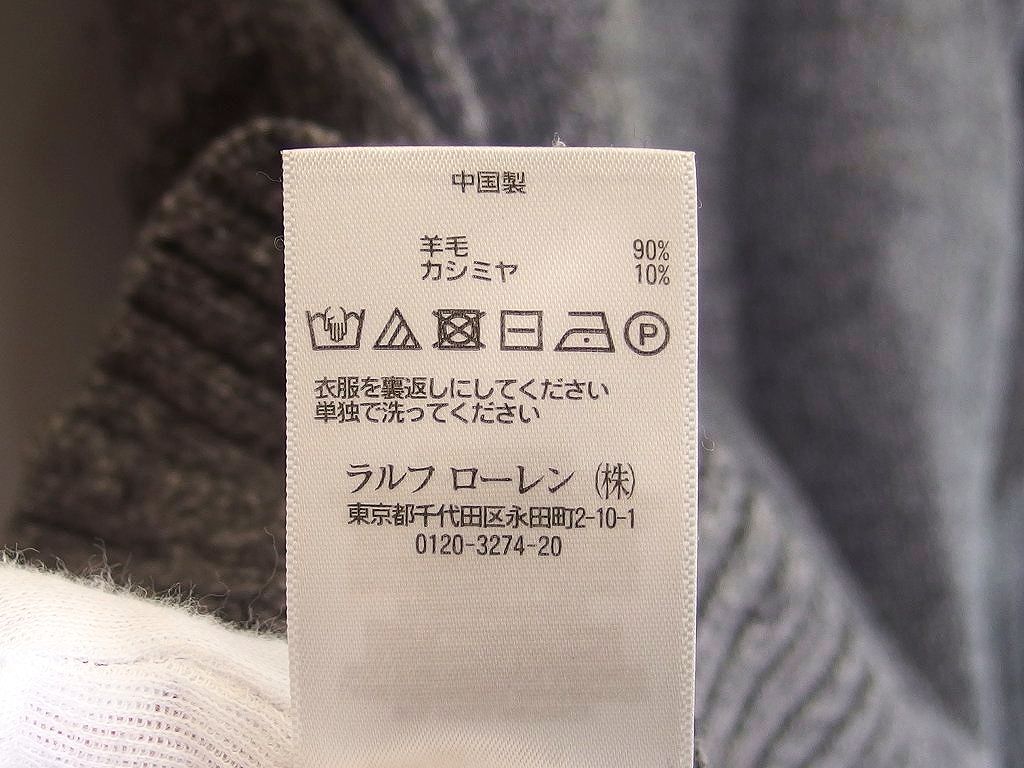 中国製
羊毛 90%
カシミヤ 10%
P
衣服を裏返しにしてください
単独で洗ってください
ラルフ ローレン (株)
東京都千代田区永田町2-10-1
0120-3274-20